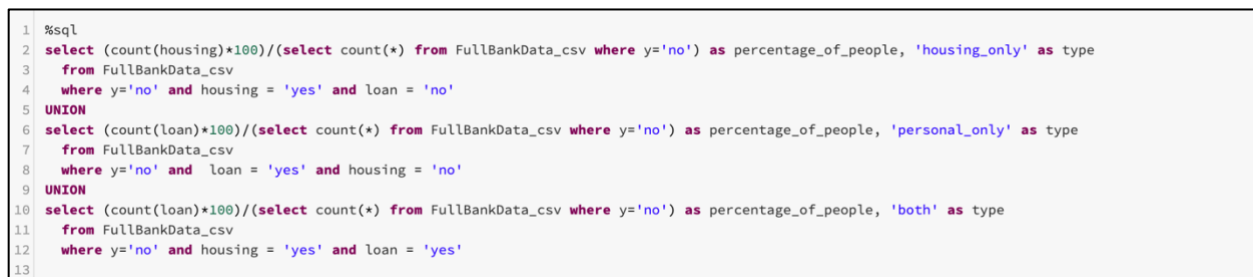 1 %sql
2 select (count(housing)*100)/(select count(*) from FullBankData_csv where y='no') as percentage_of_people, 'housing_only' as type
3 from FullBankData_csv
4 where y='no' and housing = 'yes' and loan = 'no'
5 UNION
6 select (count(loan)*100)/(select count(*) from FullBankData_csv where y='no') as percentage_of_people, 'personal_only' as type
7 from FullBankData_csv
8 where y='no' and  loan = 'yes' and housing = 'no'
9 UNION
10 select (count(loan)*100)/(select count(*) from FullBankData_csv where y='no') as percentage_of_people, 'both' as type
11 from FullBankData_csv
12 where y='no' and housing = 'yes' and loan = 'yes'
13